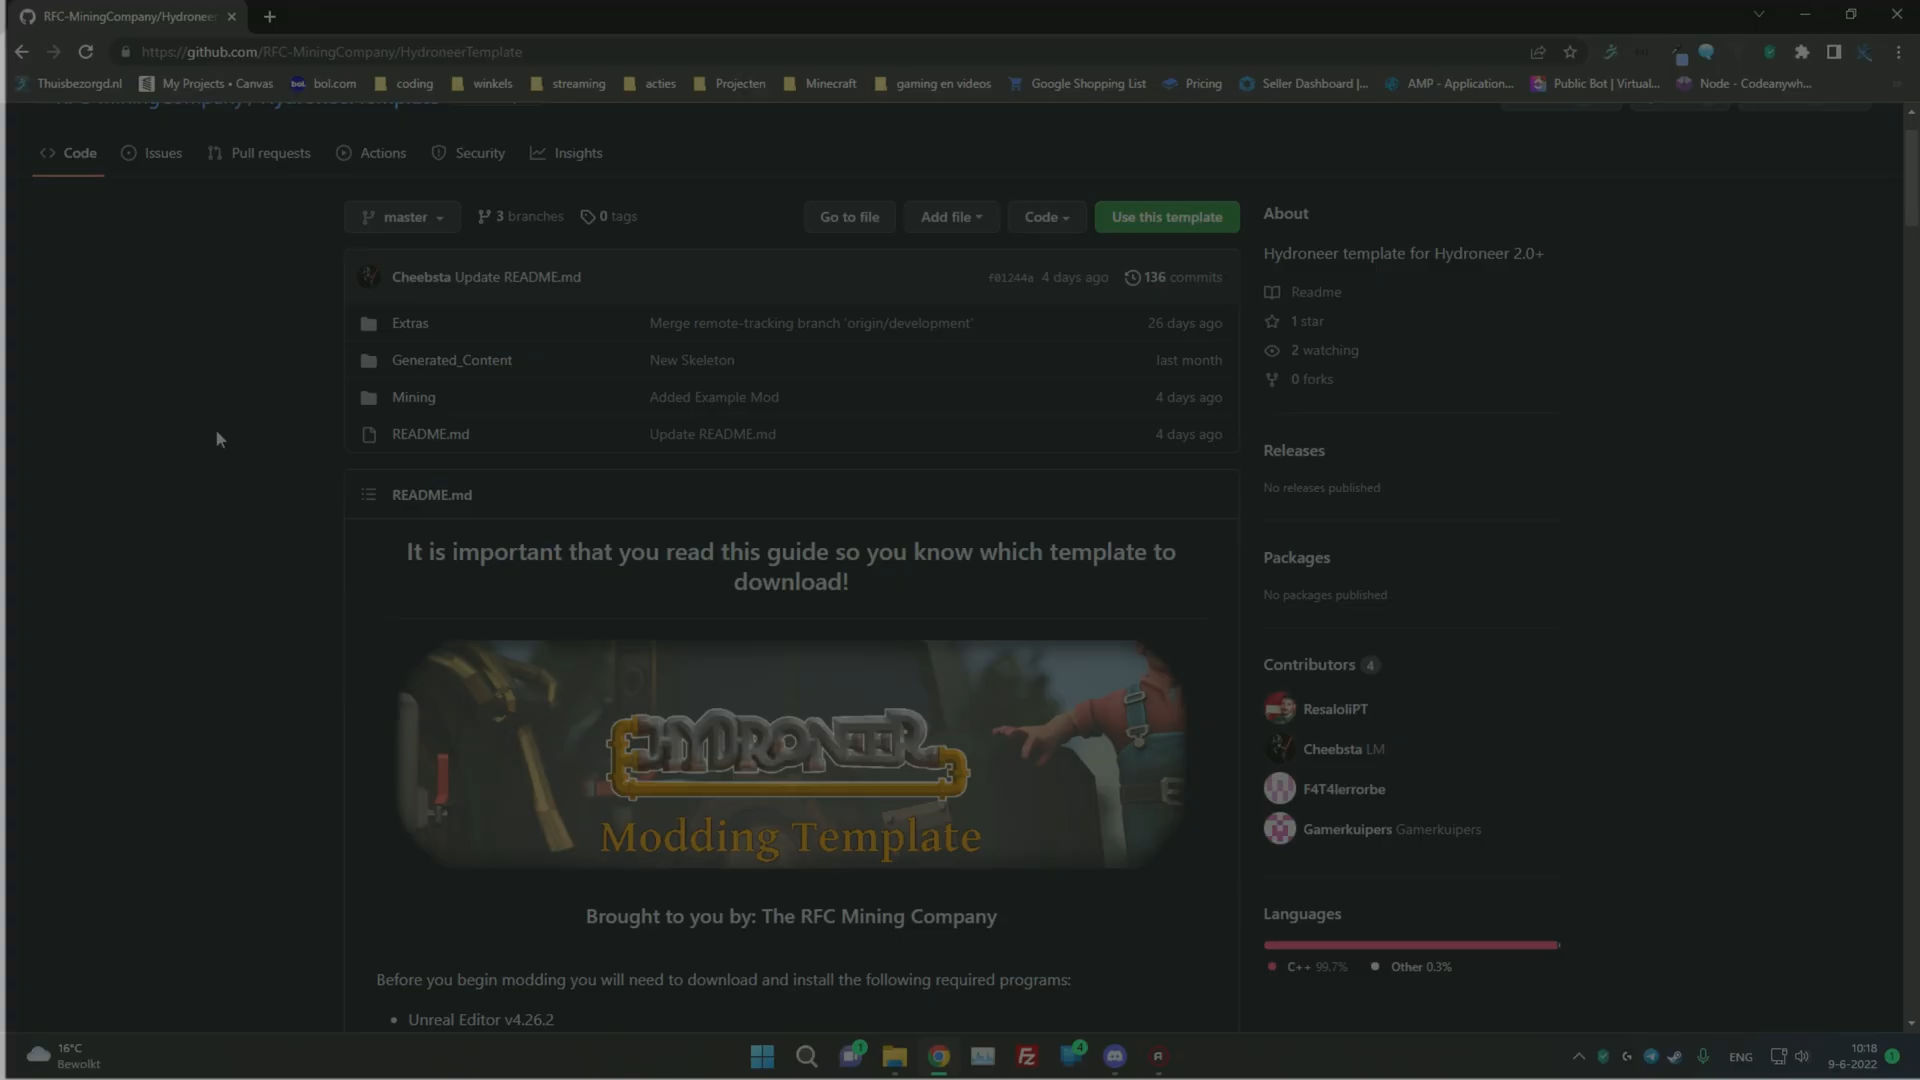 RFC-MiningCompany/Hydroneer
https://github.com/RFC-MiningCompany/HydroneerTemplate
Thuisbezorgd.nl
My Projects • Canvas
bol.com
coding
winkels
streaming
acties
Projecten
Minecraft
gaming en videos
Google Shopping List
Pricing
Seller Dashboard |...
AMP - Application...
Public Bot | Virtual...
Node - Codeanywh...
Code
Issues
Pull requests
Actions
Security
Insights
master
3 branches
0 tags
Go to file
Add file
Code
Use this template
Cheebsta Update README.md
f01244a 4 days ago
136 commits
Extras
Merge remote-tracking branch 'origin/development'
26 days ago
Generated_Content
New Skeleton
last month
Mining
Added Example Mod
4 days ago
README.md
Update README.md
4 days ago
README.md
It is important that you read this guide so you know which template to
download!
HYDRONEER
Modding Template
Brought to you by: The RFC Mining Company
Before you begin modding you will need to download and install the following required programs:
• Unreal Editor v4.26.2
About
Hydroneer template for Hydroneer 2.0+
Readme
1 star
2 watching
0 forks
Releases
No releases published
Packages
No packages published
Contributors 4
ResaloliPT
Cheebsta LM
F4T4lerrorbe
Gamerkuipers Gamerkuipers
Languages
C++ 99.7%
Other 0.3%
16°C
Bewolkt
1
4
ENG
10:18
9-6-2022
1